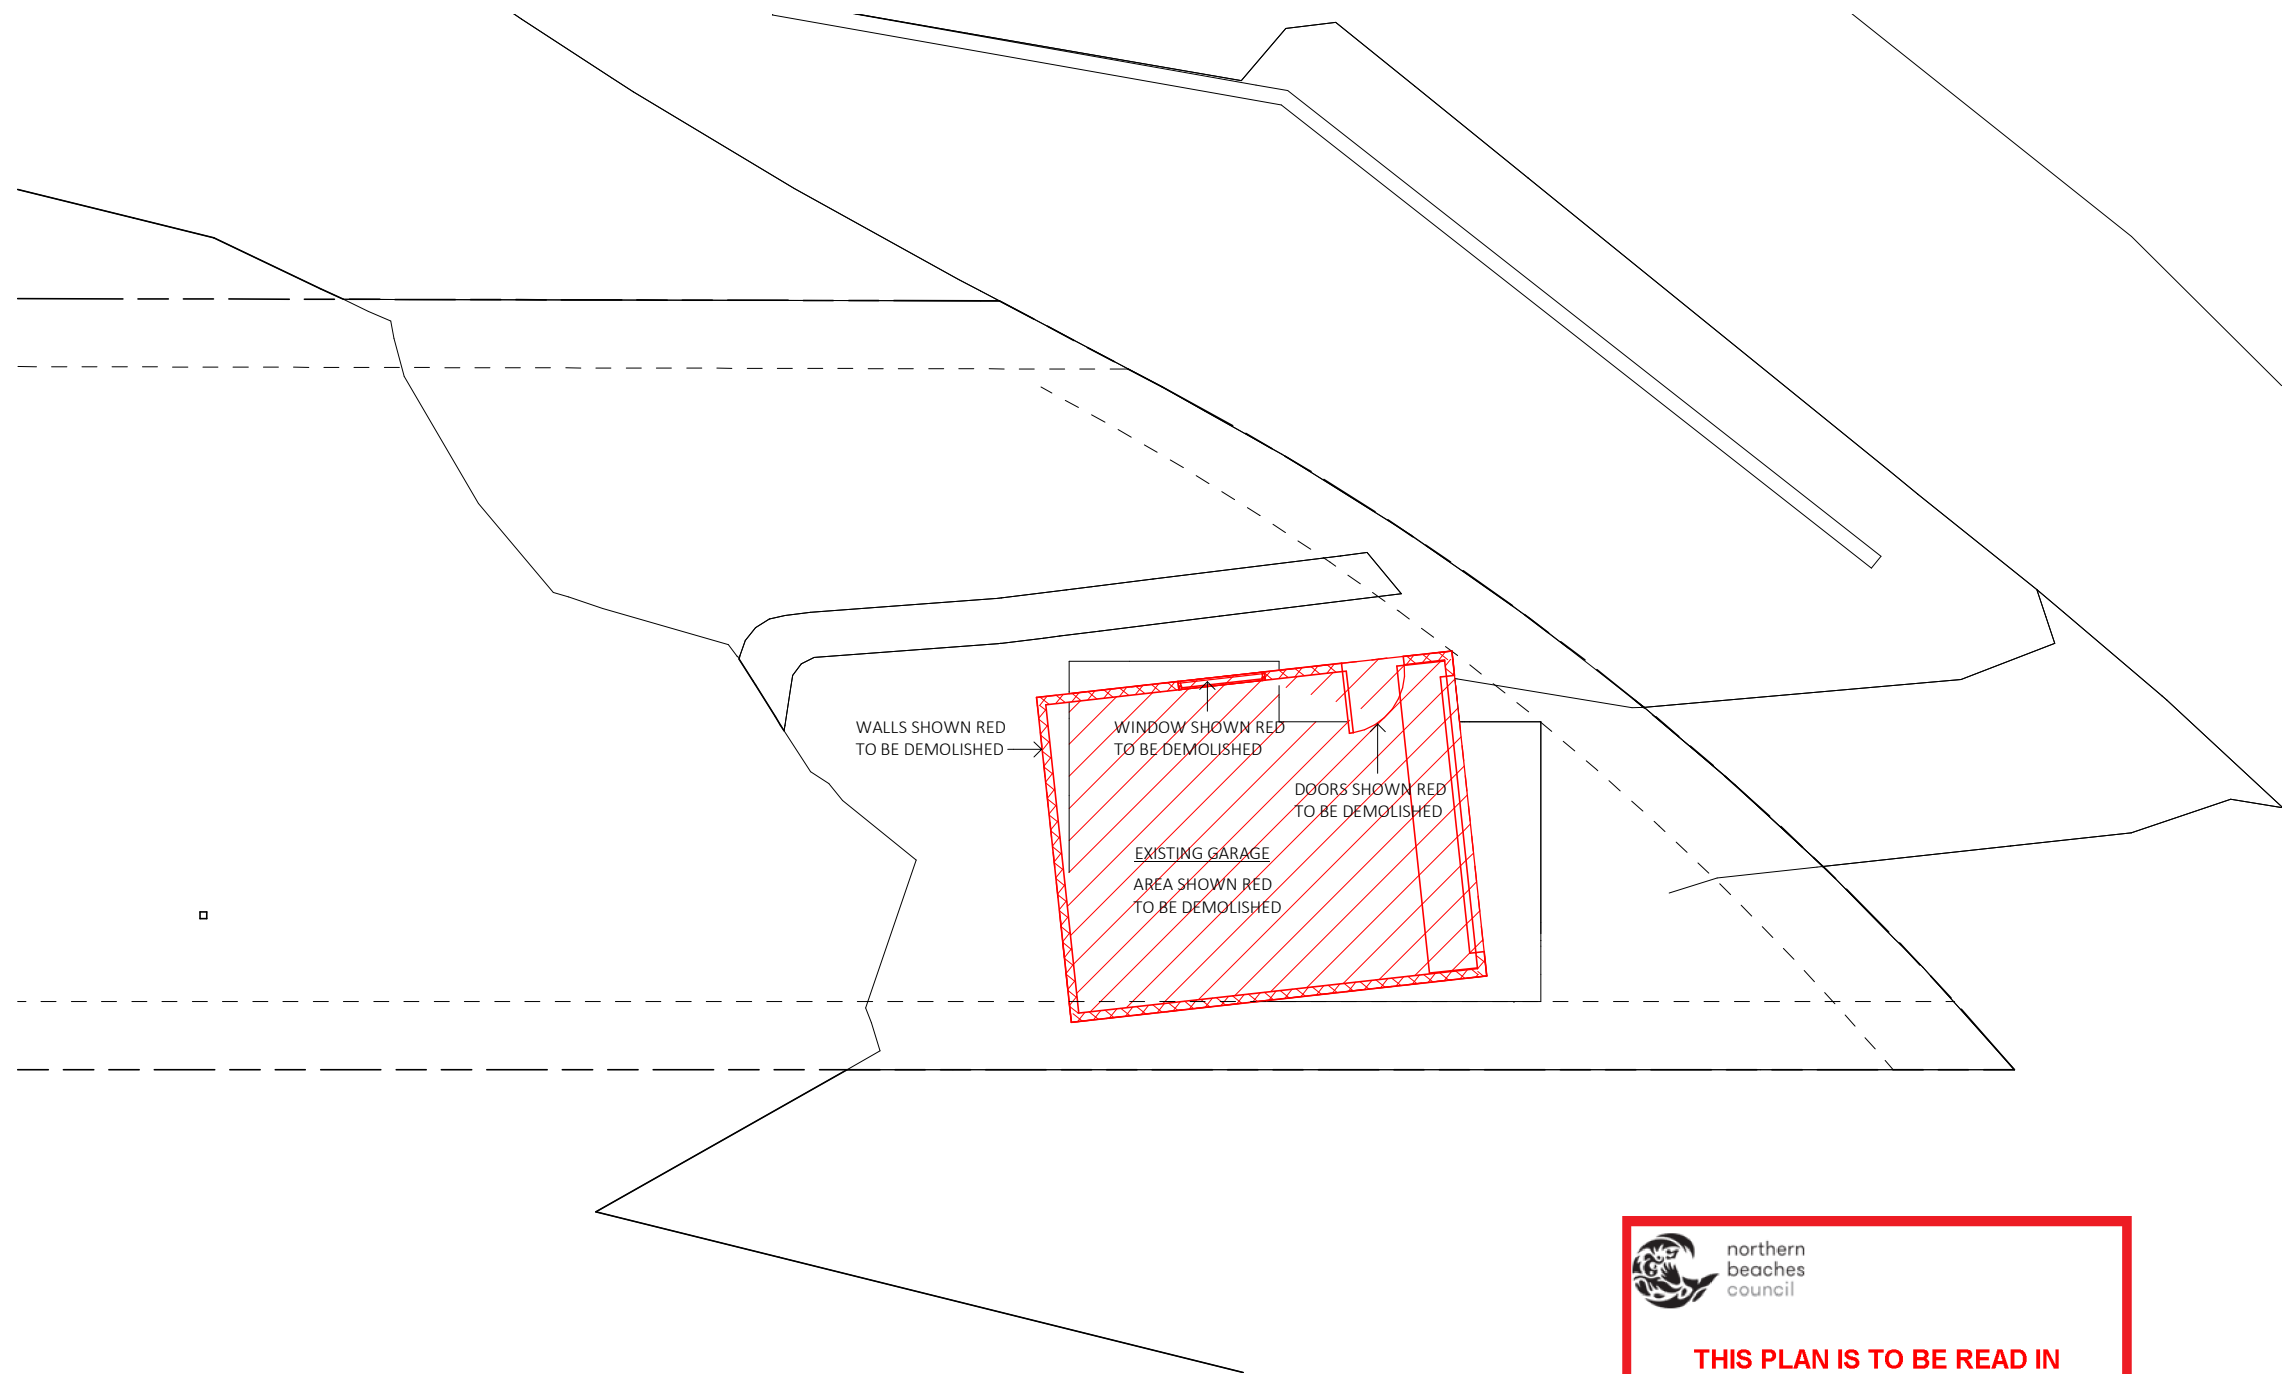 WALLS SHOWN RED
TO BE DEMOLISHED
WINDOW SHOWN RED
TO BE DEMOLISHED
DOORS SHOWN RED
TO BE DEMOLISHED
EXISTING GARAGE
AREA SHOWN RED
TO BE DEMOLISHED
northern
beaches
council
THIS PLAN IS TO BE READ IN